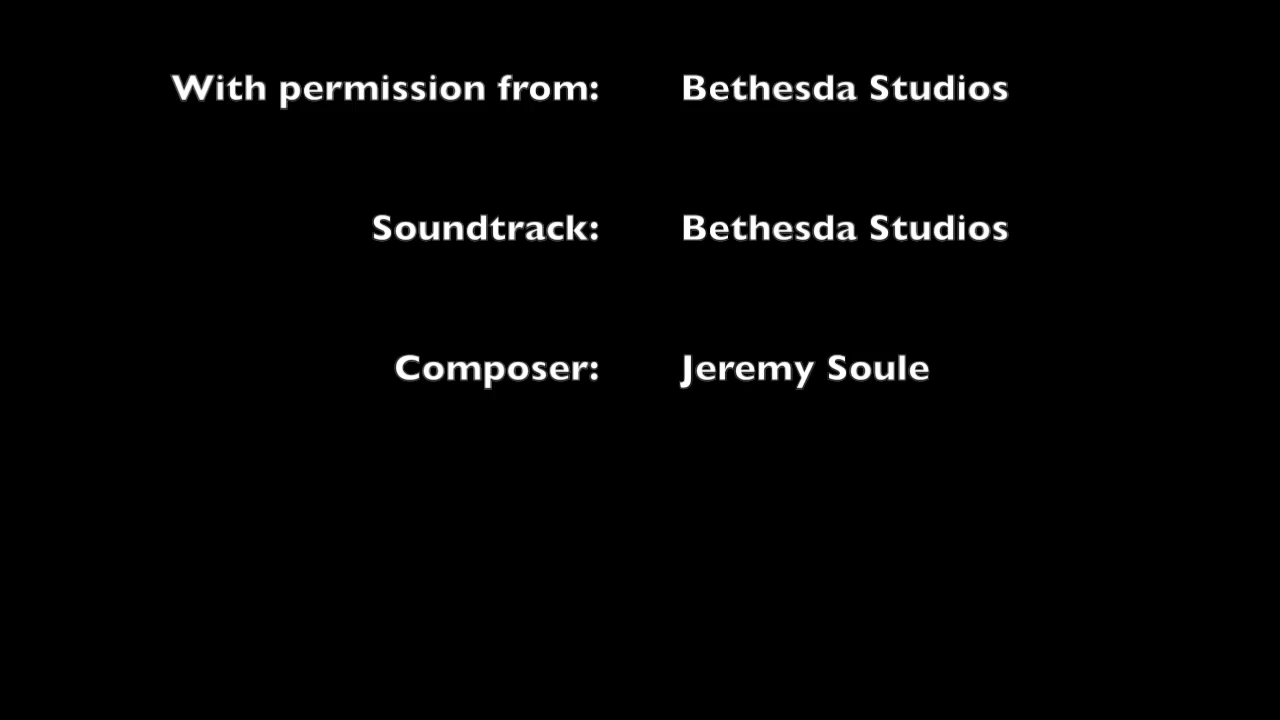 With permission from: Bethesda Studios
Soundtrack: Bethesda Studios
Composer: Jeremy Soule